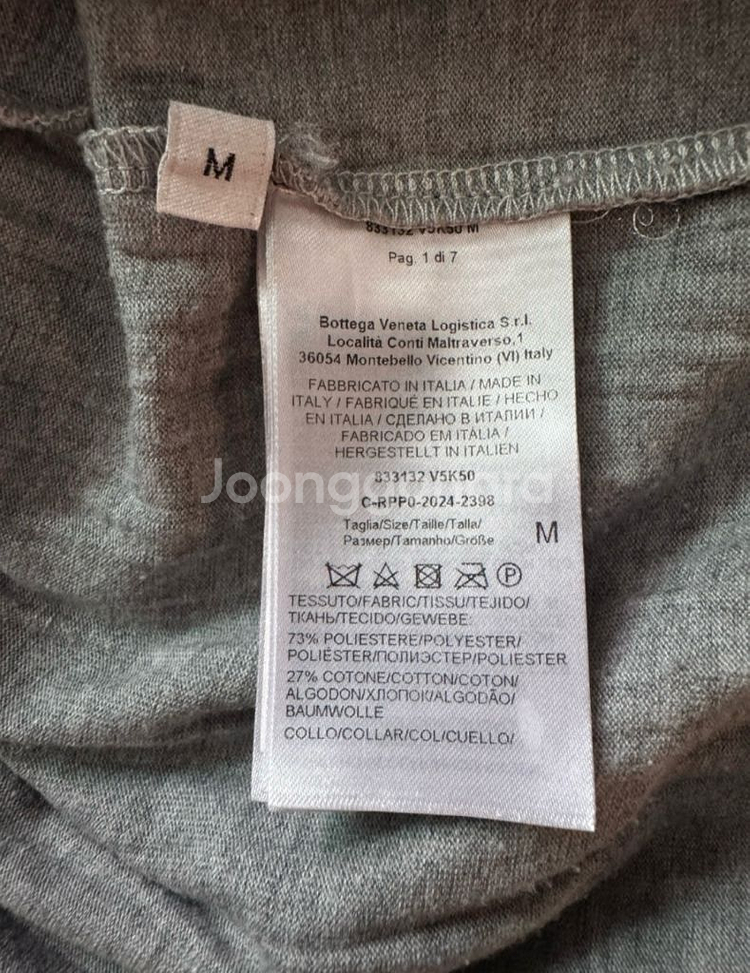 M
833132 V5K50 M
Pag. 1 di 7
Bottega Veneta Logistica S.r.l.
Località Conti Maltraverso,1
36054 Montebello Vicentino (VI) Italy
FABBRICATO IN ITALIA / MADE IN
ITALY / FABRIQUÉ EN ITALIE / HECHO
EN ITALIA / СДЕЛАНО В ИТАЛИИ /
FABRICADO EM ITÁLIA /
HERGESTELLT IN ITALIEN
833132 V5K50
C-RPP0-2024-2398
Taglia/Size/Taille/Talla/
Размер/Tamanho/Größe
M
P
TESSUTO/FABRIC/TISSU/TEJIDO/
ТКАНЬ/TECIDO/GEWEBE:
73% POLIESTERE/POLYESTER/
POLIÉSTER/ПОЛИЭСТЕР/POLIESTER
27% COTONE/COTTON/COTON/
ALGODON/ХЛОПОК/ALGODÃO/
BAUMWOLLE
COLLO/COLLAR/COL/CUELLO/